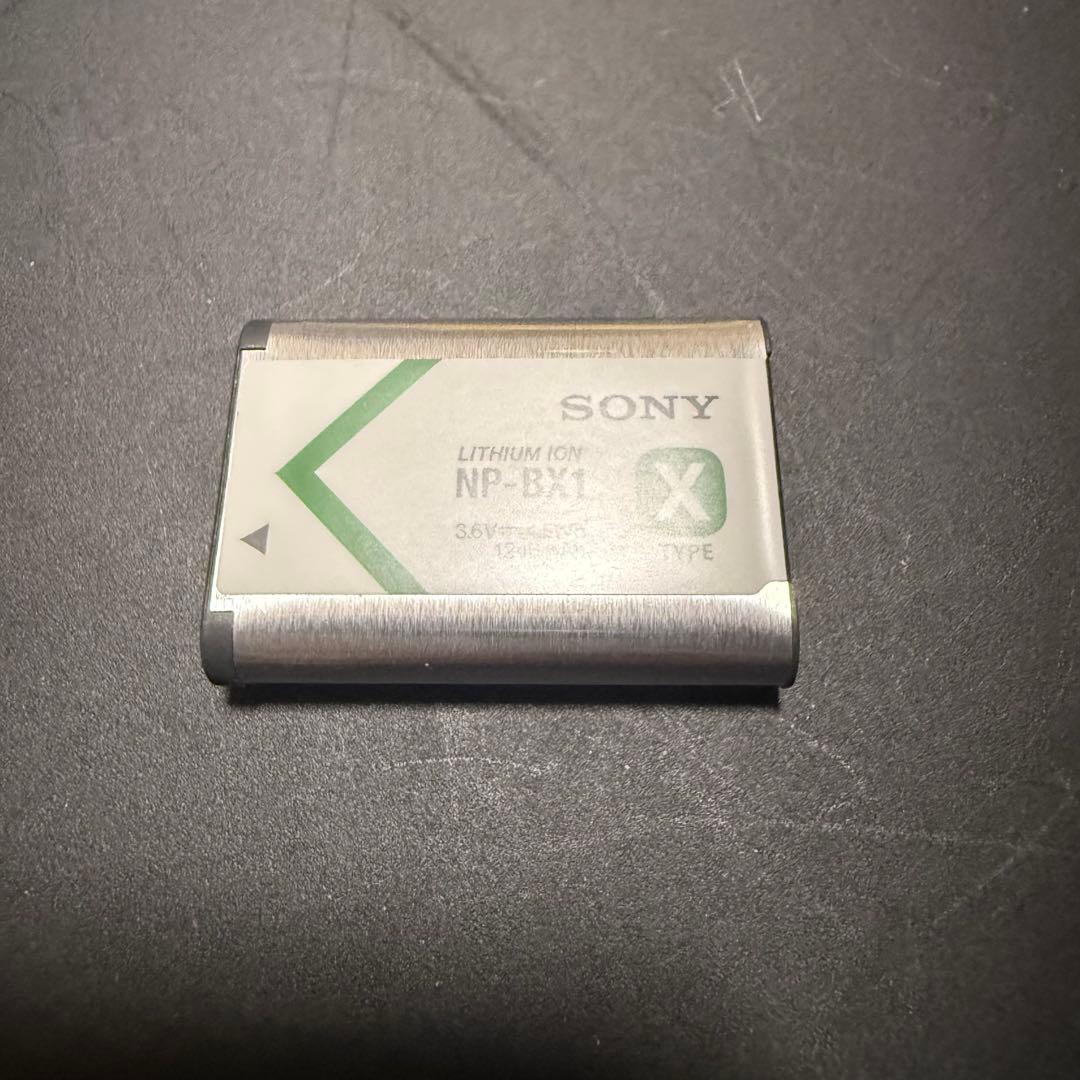 SONY
LITHIUM ION
NP-BX1
X
3.6V
TYPE